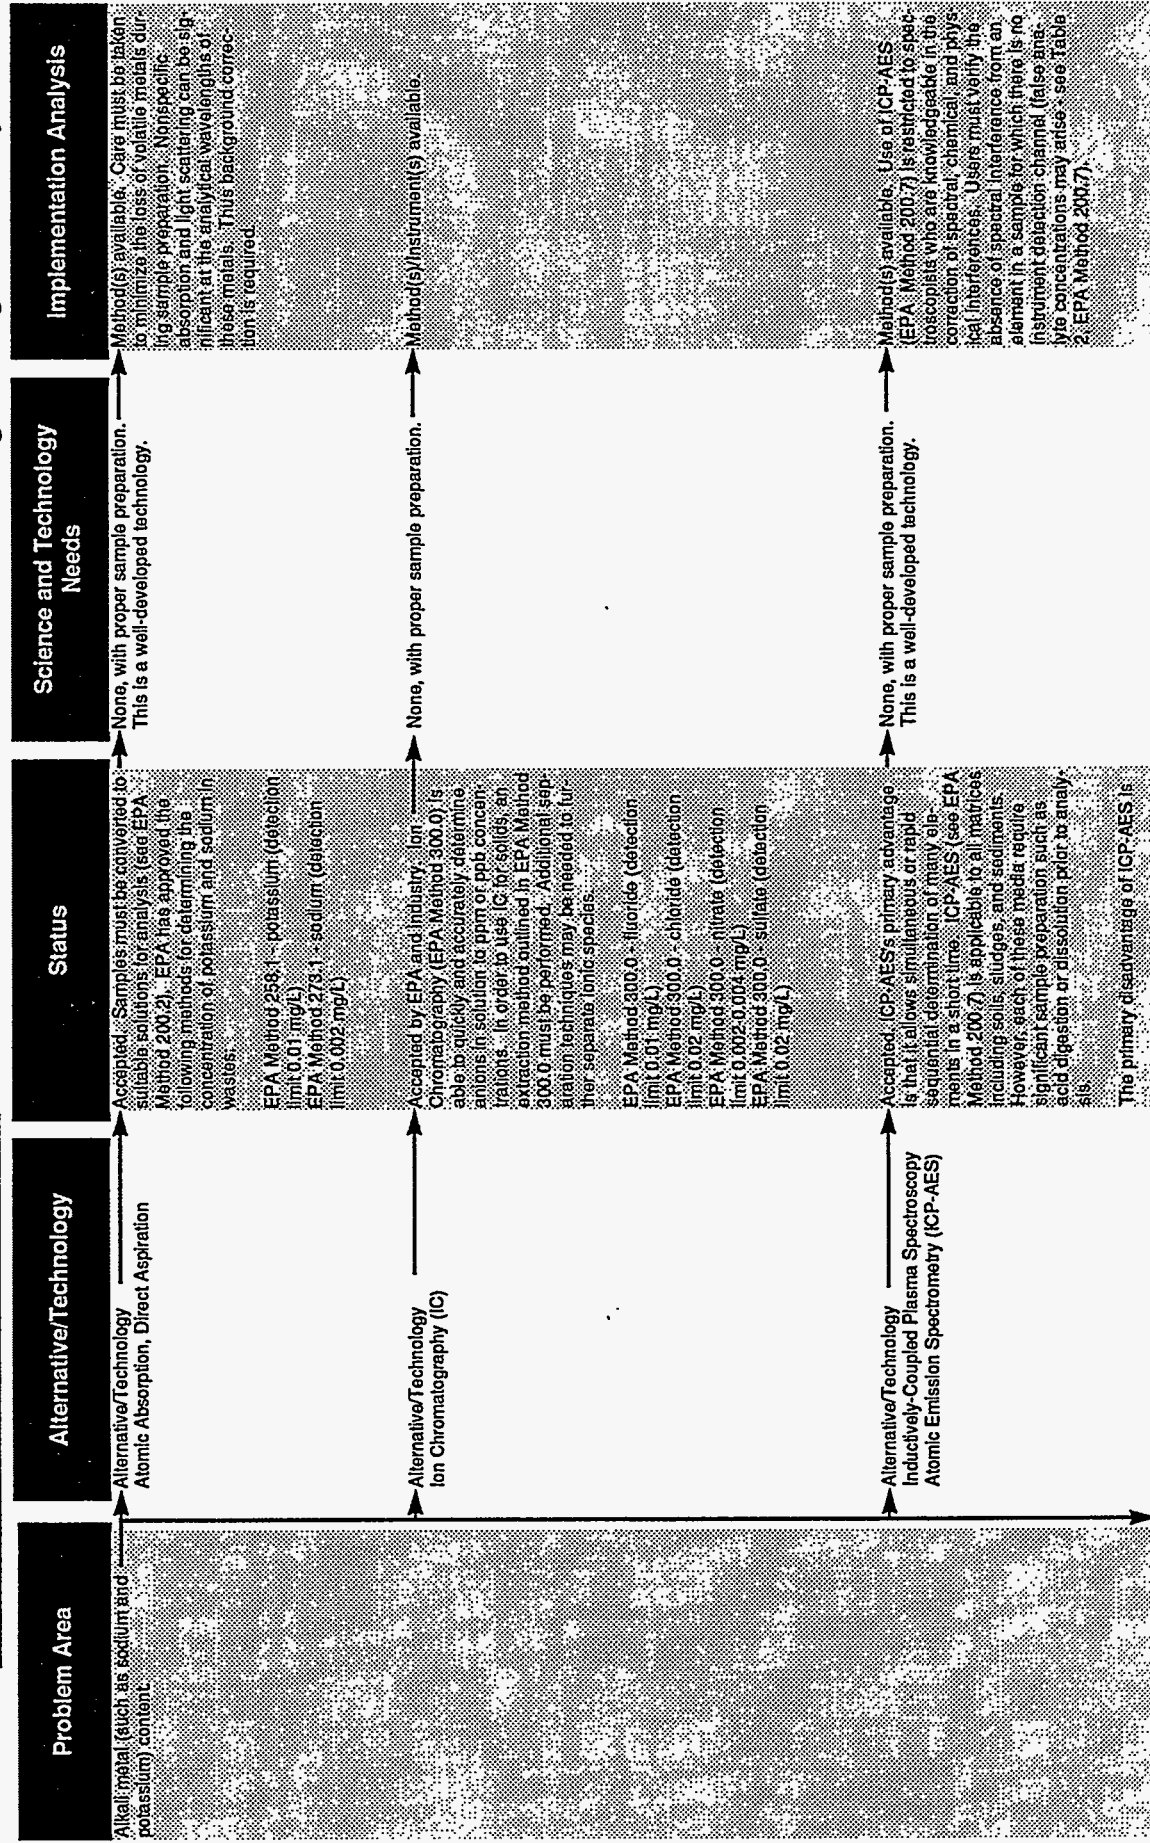 Problem Area
Alternative/Technology
Status
Science and Technology
Needs
Implementation Analysis
Alkali metal (such as sodium and
potassium) content.
Alternative/Technology
Atomic Absorption, Direct Aspiration
Accepted. Samples must be converted to
suitable solutions for analysis (see EPA
Method 200.2). EPA has approved the
following methods for determining the
concentration of potassium and sodium in
wastes:
EPA Method 258.1 - potassium (detection
limit 0.01 mg/L)
EPA Method 273.1 - sodium (detection
limit 0.002 mg/L)
None, with proper sample preparation.
This is a well-developed technology.
Method(s) available. Care must be taken
to minimize the loss of volatile metals dur-
ing sample preparation. Nonspecific
absorption and light scattering can be sig-
nificant at the analytical wavelengths of
these metals. Thus background correc-
tion is required.
Alternative/Technology
Ion Chromatography (IC)
Accepted by EPA and industry. Ion
Chromatography (EPA Method 300.0) is
able to quickly and accurately determine
anions in solution to ppm or ppb concen-
trations. In order to use IC for solids, an
extraction method outlined in EPA Method
300.0 must be performed. Additional sep-
aration techniques may be needed to fur-
ther separate ionic species.
EPA Method 300.0 - fluoride (detection
limit 0.01 mg/L)
EPA Method 300.0 - chloride (detection
limit 0.02 mg/L)
EPA Method 300.0 - nitrate (detection
limit 0.002-0.004 mg/L)
EPA Method 300.0 - sulfate (detection
limit 0.02 mg/L)
None, with proper sample preparation.
Method(s)/Instrument(s) available.
Alternative/Technology
Inductively-Coupled Plasma Spectroscopy
Atomic Emission Spectrometry (ICP-AES)
Accepted. ICP-AES's primary advantage
is that it allows simultaneous or rapid
sequential determination of many ele-
ments in a short time. ICP-AES (see EPA
Method 200.7) is applicable to all matrices
including soils, sludges, and sediments.
However, each of these media require
significant sample preparation such as
acid digestion or dissolution prior to analy-
sis.
The primary disadvantage of ICP-AES is
None, with proper sample preparation.
This is a well-developed technology.
Method(s) available. Use of ICP-AES
(EPA Method 200.7) is restricted to spec-
troscopists who are knowledgeable in the
correction of spectral, chemical, and phys-
ical interferences. Users must verify the
absence of spectral interference from an
element in a sample for which there is no
instrument detection channel (false ana-
lyte concenizations may arise - see Table
2, EPA Method 200.7).